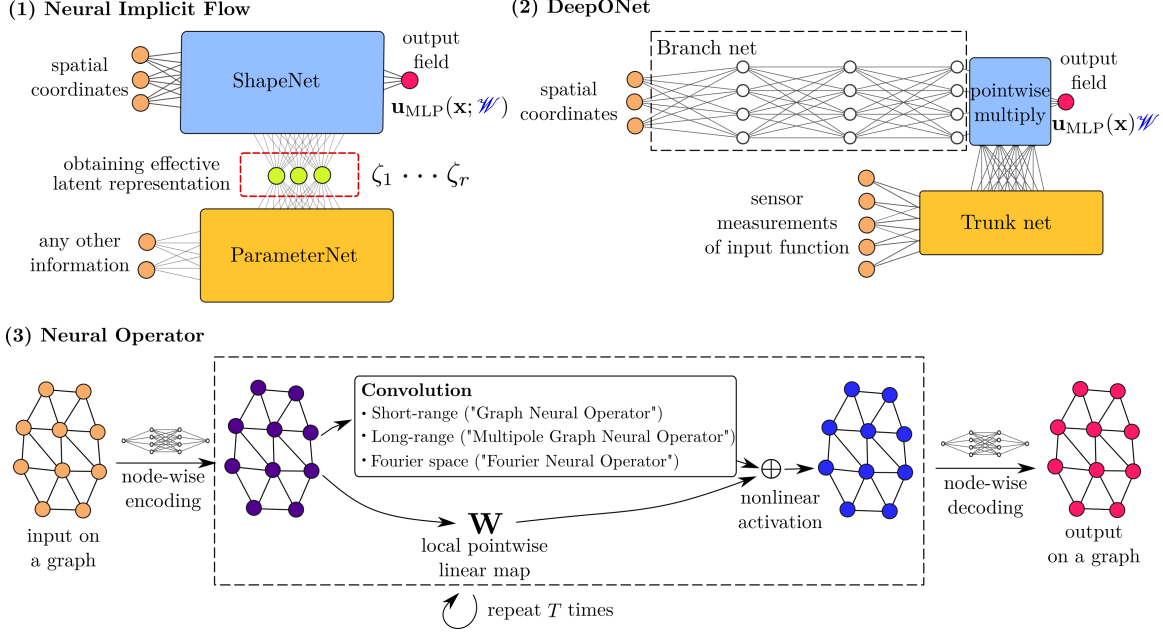 (1) Neural Implicit Flow
spatial
coordinates
ShapeNet
output
field
u_MLP(x; 𝒲)
obtaining effective
latent representation
ζ1 · · · ζr
any other
information
ParameterNet
(2) DeepONet
Branch net
spatial
coordinates
pointwise
multiply
output
field
u_MLP(x)𝒲
sensor
measurements
of input function
Trunk net
(3) Neural Operator
input on
a graph
node-wise
encoding
Convolution
· Short-range ("Graph Neural Operator")
· Long-range ("Multipole Graph Neural Operator")
· Fourier space ("Fourier Neural Operator")
W
local pointwise
linear map
nonlinear
activation
repeat T times
node-wise
decoding
output
on a graph